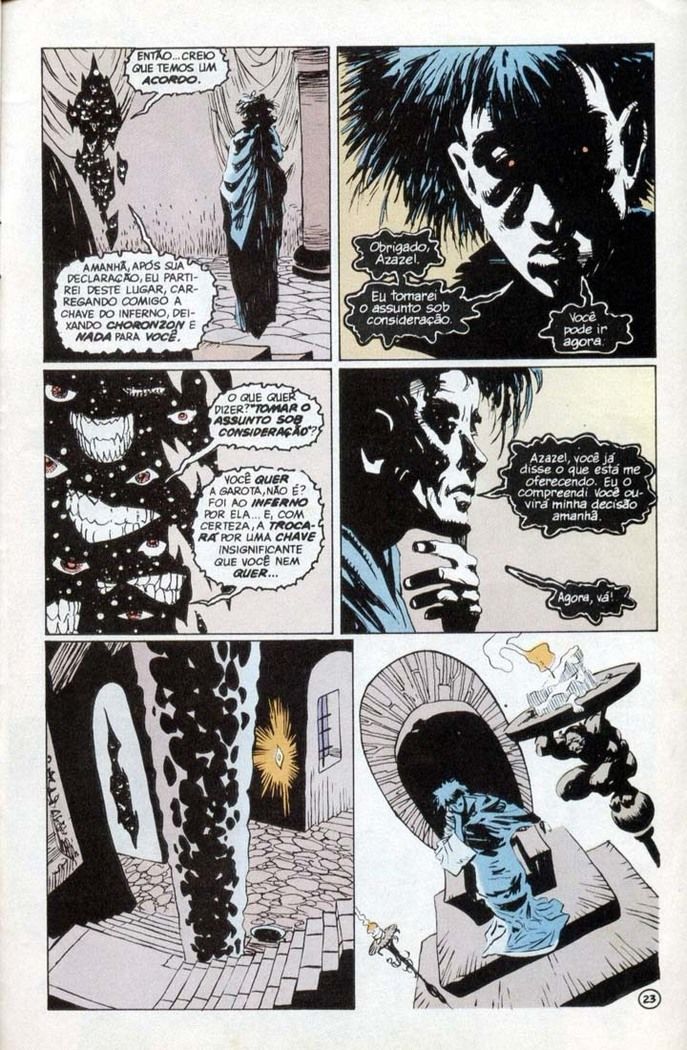 ENTÃO...CREIO
QUE TEMOS UM
ACORDO.
AMANHÃ, APÓS SUA
DECLARAÇÃO, EU PARTI-
REI DESTE LUGAR, CAR-
REGANDO COMIGO A
CHAVE DO INFERNO, DEI-
XANDO CHORONZON E
NADA PARA VOCÊ.
Obrigado,
Azazel.
Eu tomarei
o assunto sob
consideração.
Você
pode ir
agora.
O QUE QUER
DIZER? "TOMAR O
ASSUNTO SOB
CONSIDERAÇÃO"?
VOCÊ QUER
A GAROTA, NÃO É?
FOI AO INFERNO
POR ELA... E, COM
CERTEZA, A TROCA-
RÁ POR UMA CHAVE
INSIGNIFICANTE
QUE VOCÊ NEM
QUER...
Azazel, você já
disse o que está me
oferecendo. Eu o
compreendi. Você ou-
virá minha decisão
amanhã.
Agora, vá!
23